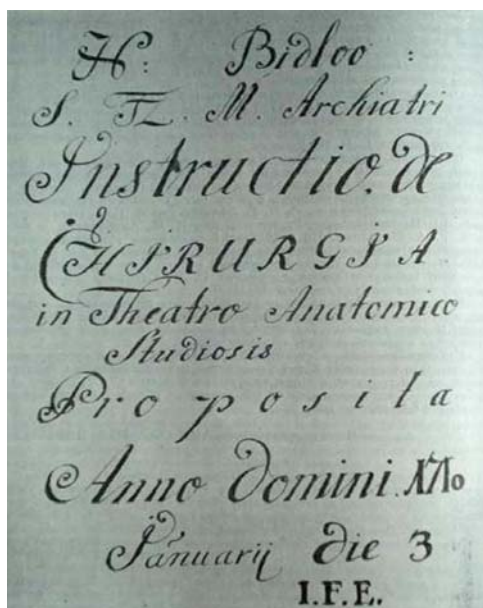 N: Bidloo :
S. Tz. M. Archiatri
Instructio. de
CHIRURGIA
in Theatro Anatomico
Studiosis
Proposita
Anno Domini. 1710
Januarij die 3
I.F.E.